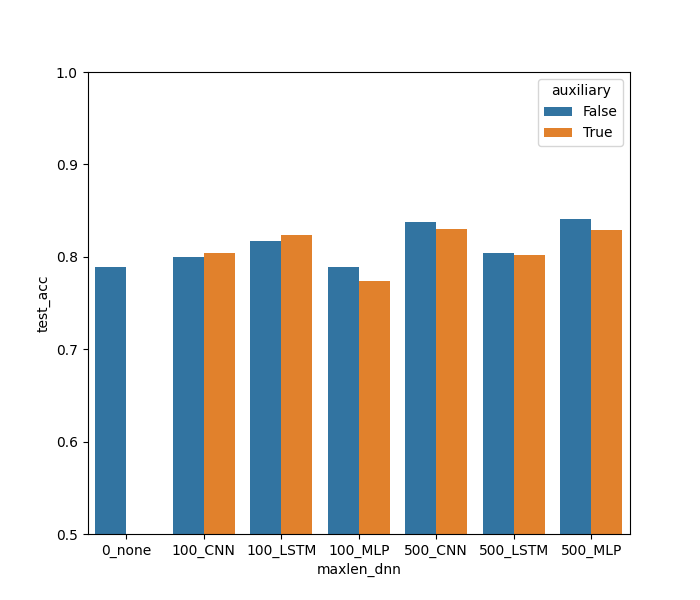 1.0
0.9
0.8
0.7
0.6
0.5
test_acc
auxiliary
False
True
0_none 100_CNN 100_LSTM 100_MLP 500_CNN 500_LSTM 500_MLP
maxlen_dnn